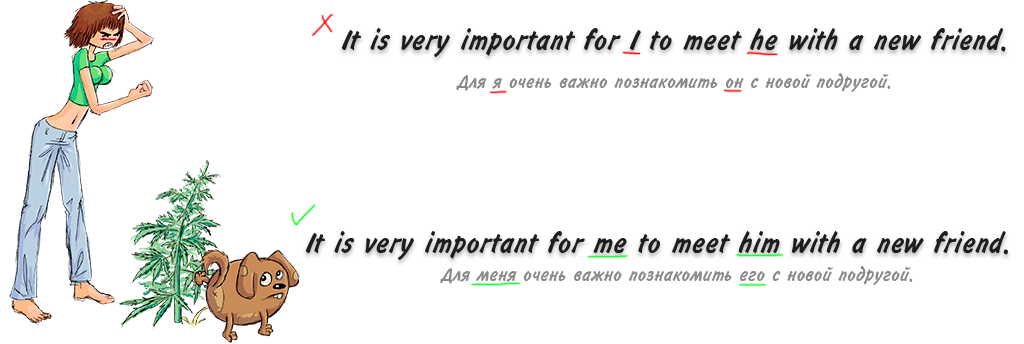 It is very important for I to meet he with a new friend.
Для я очень важно познакомить он с новой подругой.
It is very important for me to meet him with a new friend.
Для меня очень важно познакомить его с новой подругой.